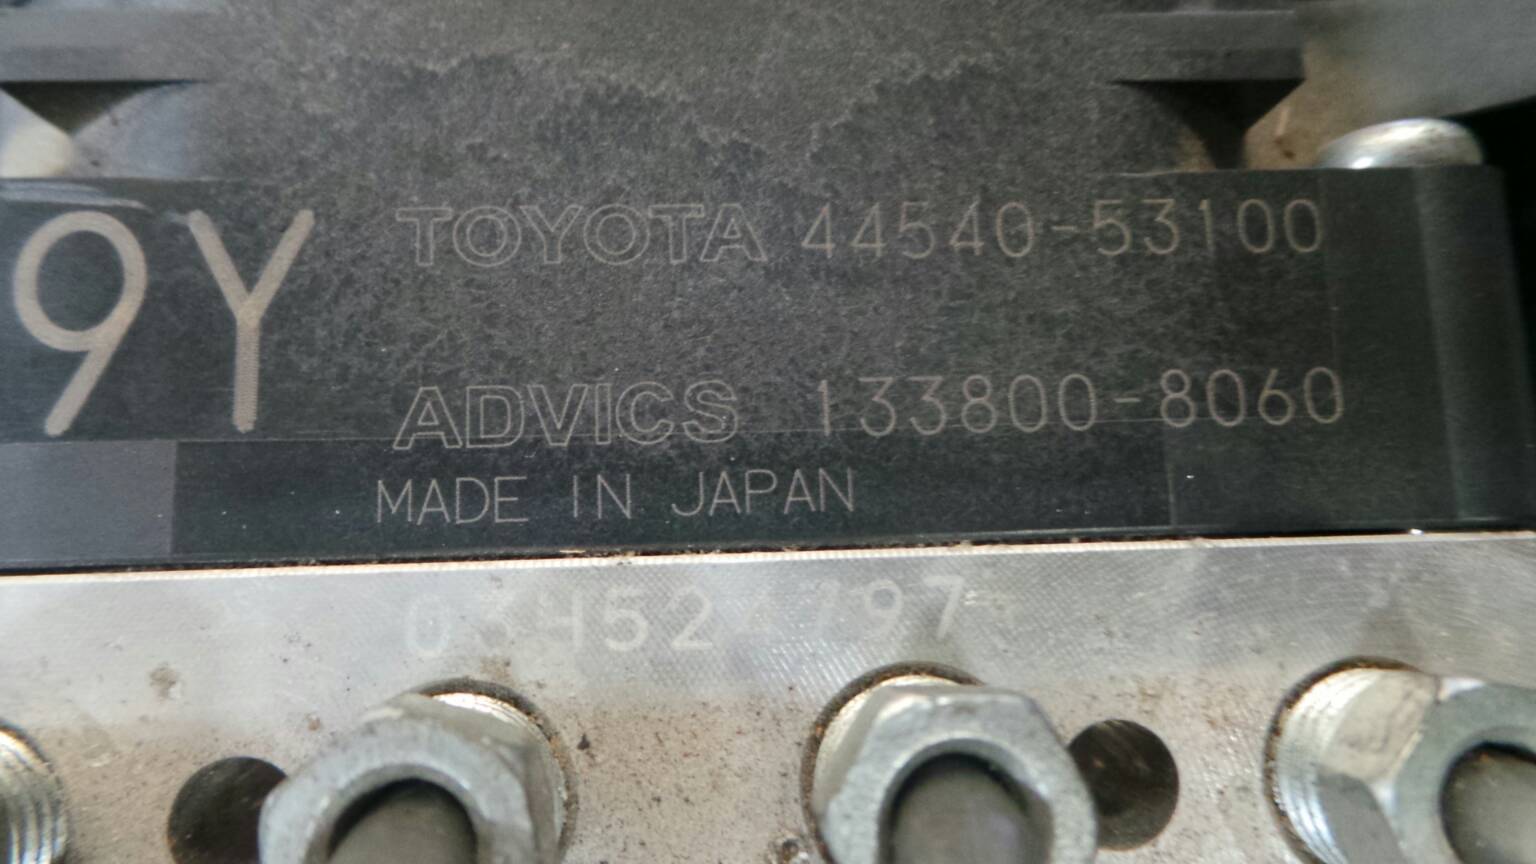 9Y
TOYOTA 44540-53100
ADVICS 133800-8060
MADE IN JAPAN